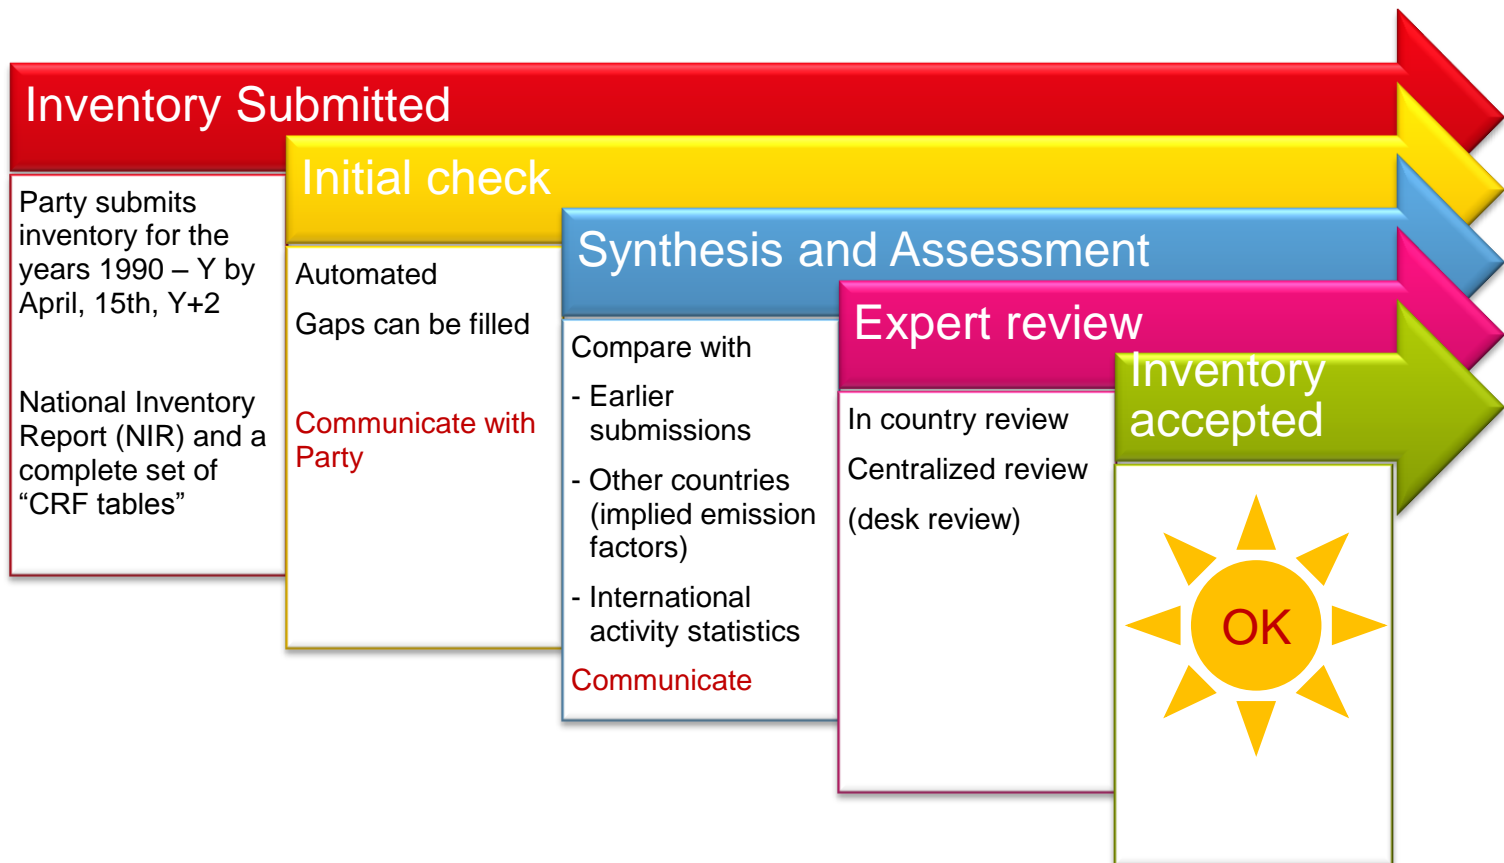 Inventory Submitted
Party submits
inventory for the
years 1990 – Y by
April, 15th, Y+2
National Inventory
Report (NIR) and a
complete set of
“CRF tables”
Initial check
Automated
Gaps can be filled
Communicate with
Party
Synthesis and Assessment
Compare with
- Earlier
submissions
- Other countries
(implied emission
factors)
- International
activity statistics
Communicate
Expert review
In country review
Centralized review
(desk review)
Inventory
accepted
OK